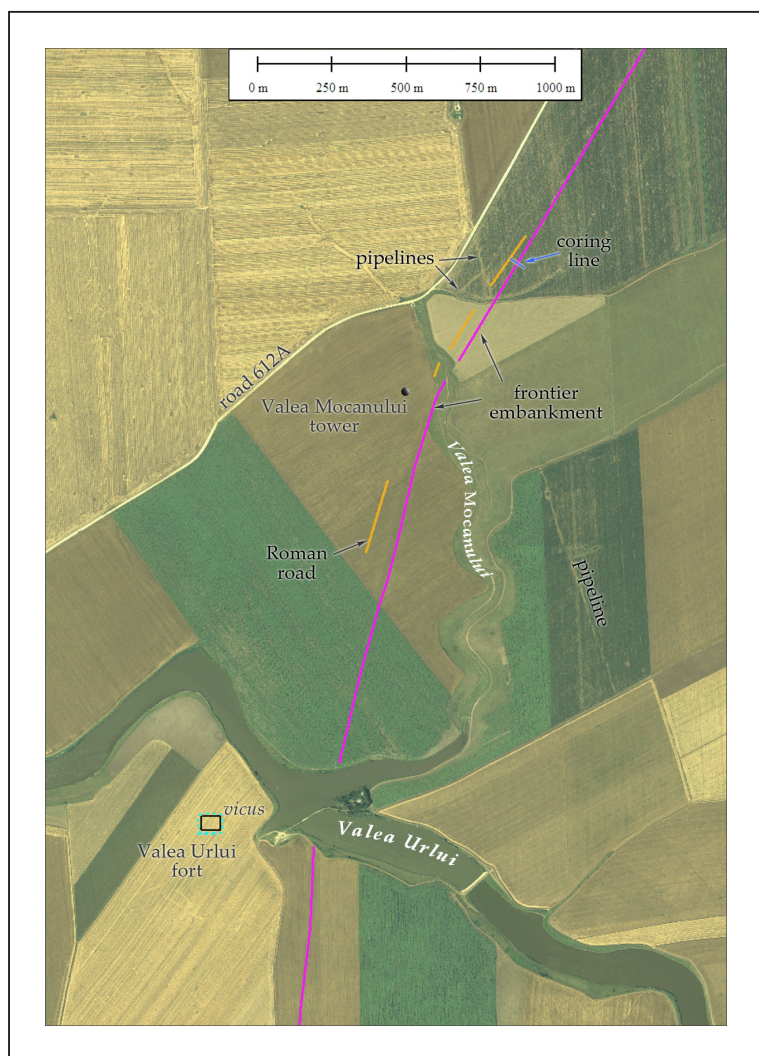 0 m 250 m 500 m 750 m 1000 m
pipelines
coring
line
road 612A
Valea Mocanului
tower
frontier
embankment
Valea Mocanului
Roman
road
pipeline
vicus
Valea Urlui
fort
Valea Urlui